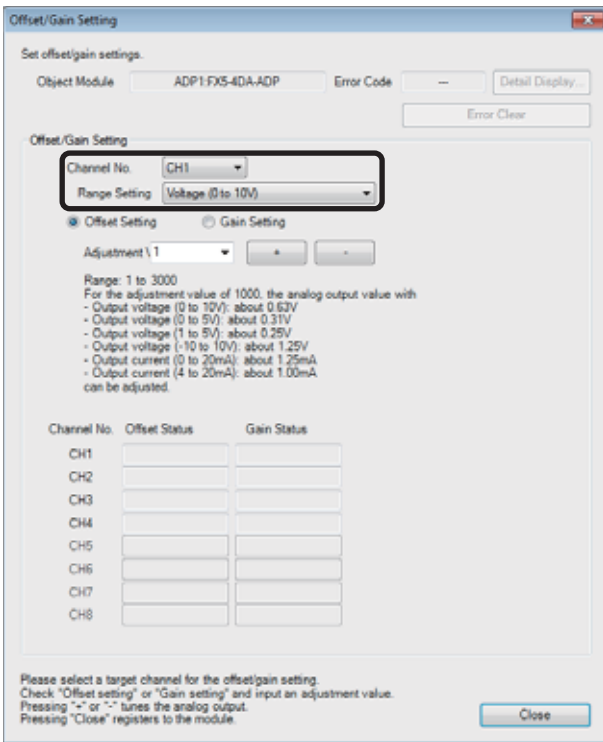 Offset/Gain Setting
Set offset/gain settings.
Object Module ADP1:FX5-4DA-ADP Error Code --- Detail Display...
Error Clear
Offset/Gain Setting
Channel No. CH1
Range Setting Voltage (0 to 10V)
Offset Setting Gain Setting
Adjustment \ 1 + -
Range: 1 to 3000
For the adjustment value of 1000, the analog output value with
- Output voltage (0 to 10V): about 0.63V
- Output voltage (0 to 5V): about 0.31V
- Output voltage (1 to 5V): about 0.25V
- Output voltage (-10 to 10V): about 1.25V
- Output current (0 to 20mA): about 1.25mA
- Output current (4 to 20mA): about 1.00mA
can be adjusted.
Channel No. Offset Status Gain Status
CH1
CH2
CH3
CH4
CH5
CH6
CH7
CH8
Please select a target channel for the offset/gain setting.
Check "Offset setting" or "Gain setting" and input an adjustment value.
Pressing "+" or "-" tunes the analog output.
Pressing "Close" registers to the module.
Close